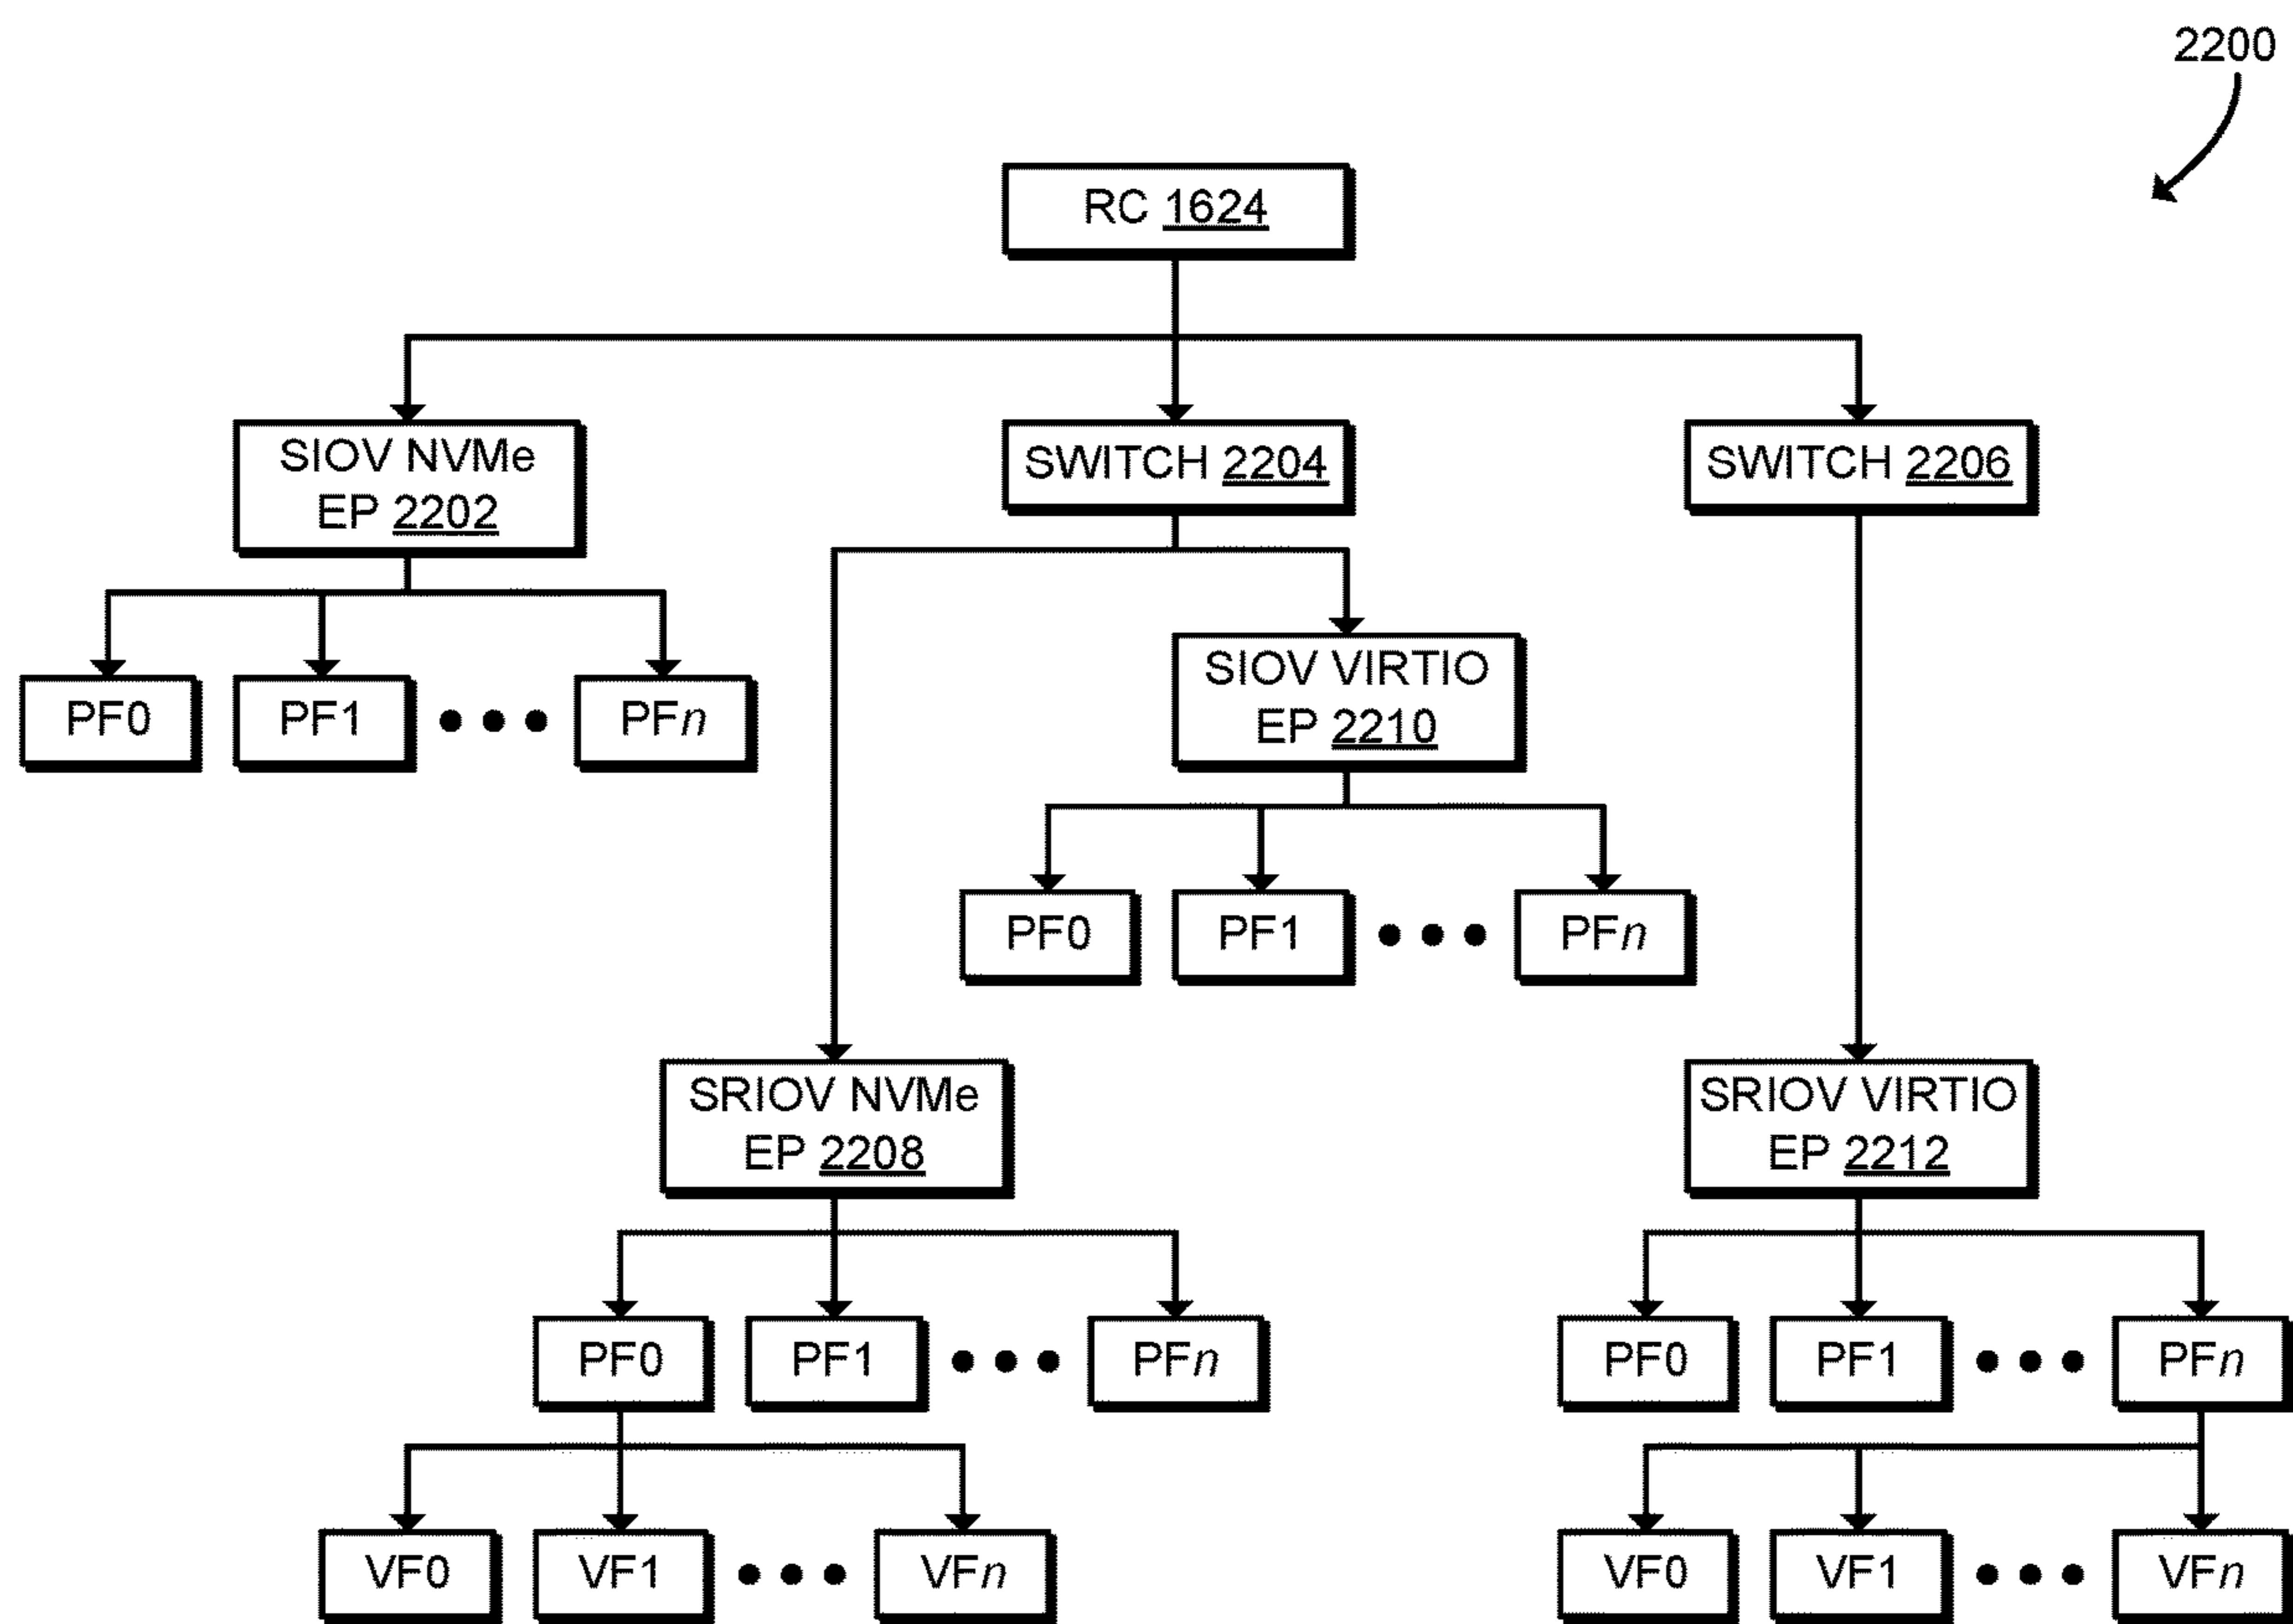 2200
RC 1624
SIOV NVMe
EP 2202
SWITCH 2204
SWITCH 2206
PF0
PF1
PFn
SIOV VIRTIO
EP 2210
PF0
PF1
PFn
SRIOV NVMe
EP 2208
SRIOV VIRTIO
EP 2212
PF0
PF1
PFn
PF0
PF1
PFn
VF0
VF1
VFn
VF0
VF1
VFn